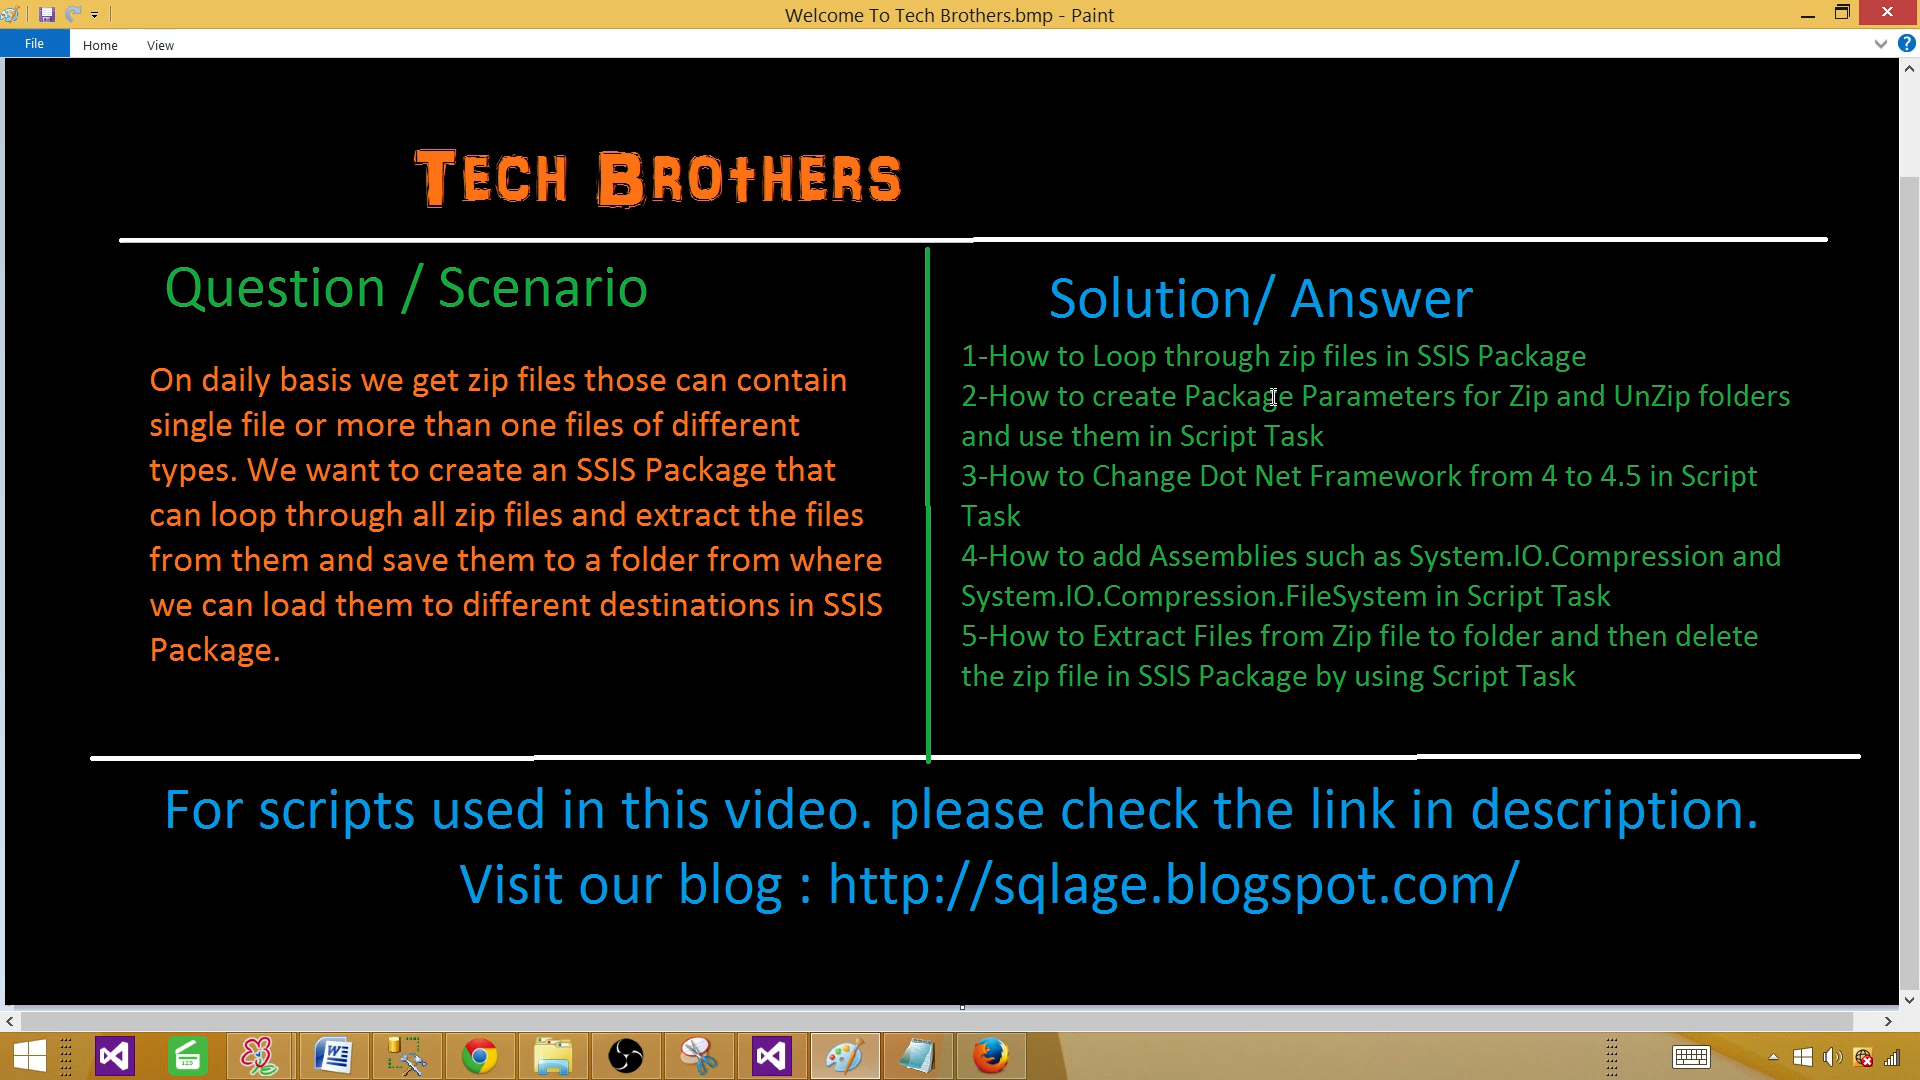 Welcome To Tech Brothers.bmp - Paint
File Home View
Tech Brothers
Question / Scenario
On daily basis we get zip files those can contain
single file or more than one files of different
types. We want to create an SSIS Package that
can loop through all zip files and extract the files
from them and save them to a folder from where
we can load them to different destinations in SSIS
Package.
Solution/ Answer
1-How to Loop through zip files in SSIS Package
2-How to create Package Parameters for Zip and UnZip folders
and use them in Script Task
3-How to Change Dot Net Framework from 4 to 4.5 in Script
Task
4-How to add Assemblies such as System.IO.Compression and
System.IO.Compression.FileSystem in Script Task
5-How to Extract Files from Zip file to folder and then delete
the zip file in SSIS Package by using Script Task
For scripts used in this video. please check the link in description.
Visit our blog : http://sqlage.blogspot.com/